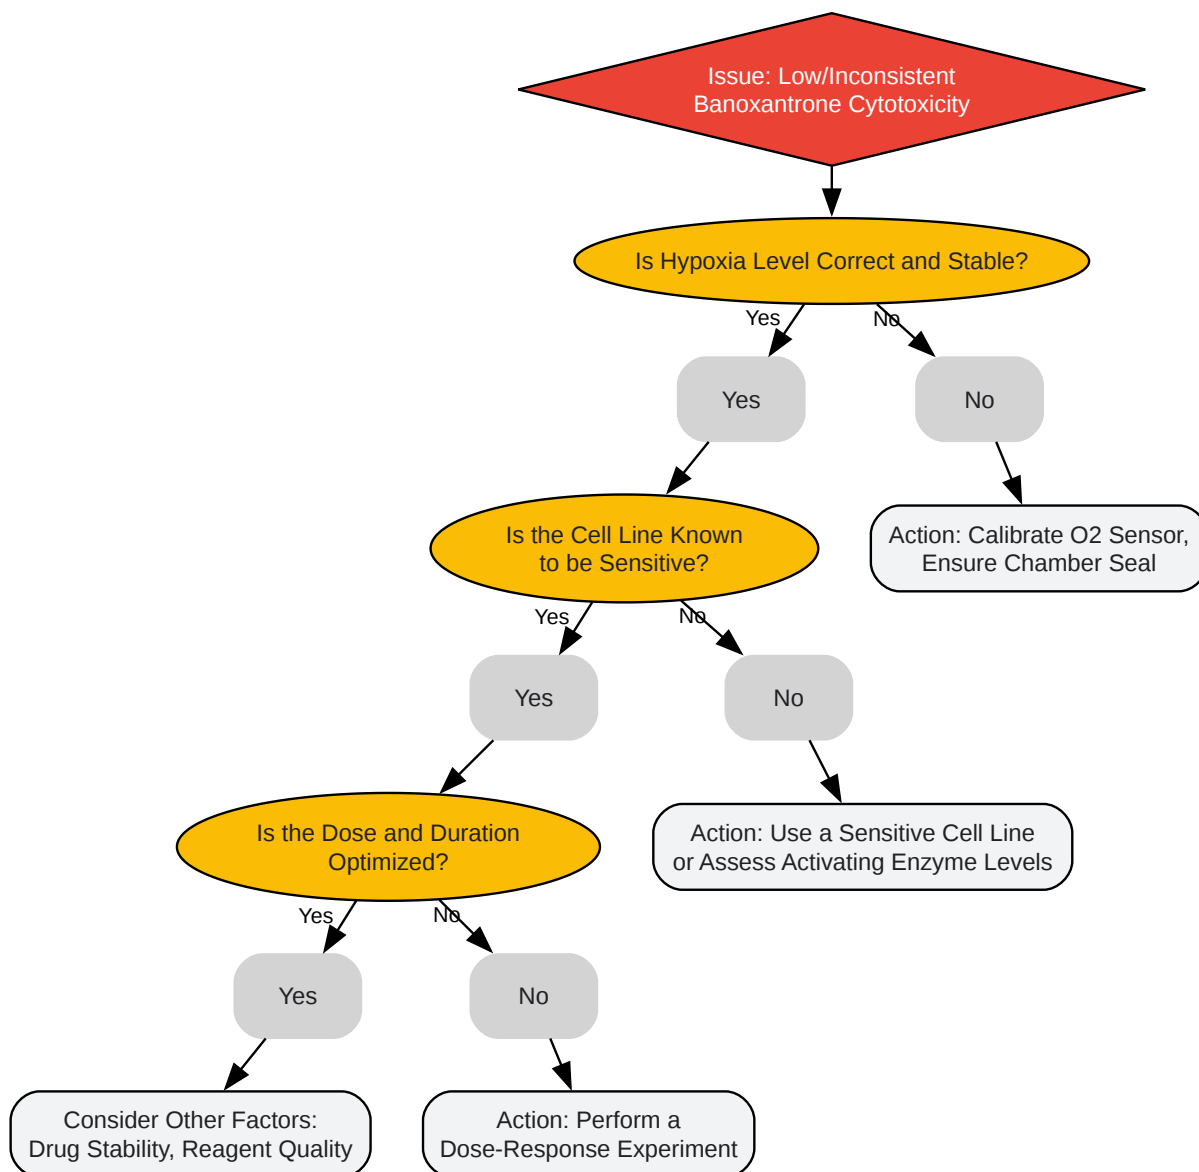 Issue: Low/Inconsistent
Banoxantrone Cytotoxicity
Is Hypoxia Level Correct and Stable?
Yes
No
Yes
No
Is the Cell Line Known
to be Sensitive?
Action: Calibrate O2 Sensor,
Ensure Chamber Seal
Yes
No
Yes
No
Is the Dose and Duration
Optimized?
Action: Use a Sensitive Cell Line
or Assess Activating Enzyme Levels
Yes
No
Yes
No
Consider Other Factors:
Drug Stability, Reagent Quality
Action: Perform a
Dose-Response Experiment